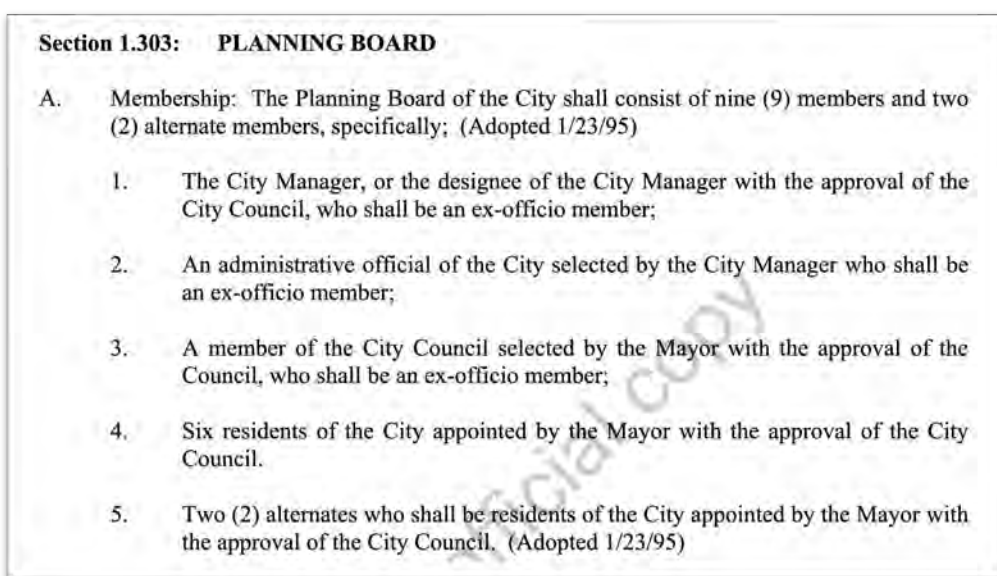 Section 1.303: PLANNING BOARD
A. Membership: The Planning Board of the City shall consist of nine (9) members and two
(2) alternate members, specifically; (Adopted 1/23/95)
1. The City Manager, or the designee of the City Manager with the approval of the
City Council, who shall be an ex-officio member;
2. An administrative official of the City selected by the City Manager who shall be
an ex-officio member;
3. A member of the City Council selected by the Mayor with the approval of the
Council, who shall be an ex-officio member;
4. Six residents of the City appointed by the Mayor with the approval of the City
Council.
5. Two (2) alternates who shall be residents of the City appointed by the Mayor with
the approval of the City Council. (Adopted 1/23/95)
copy